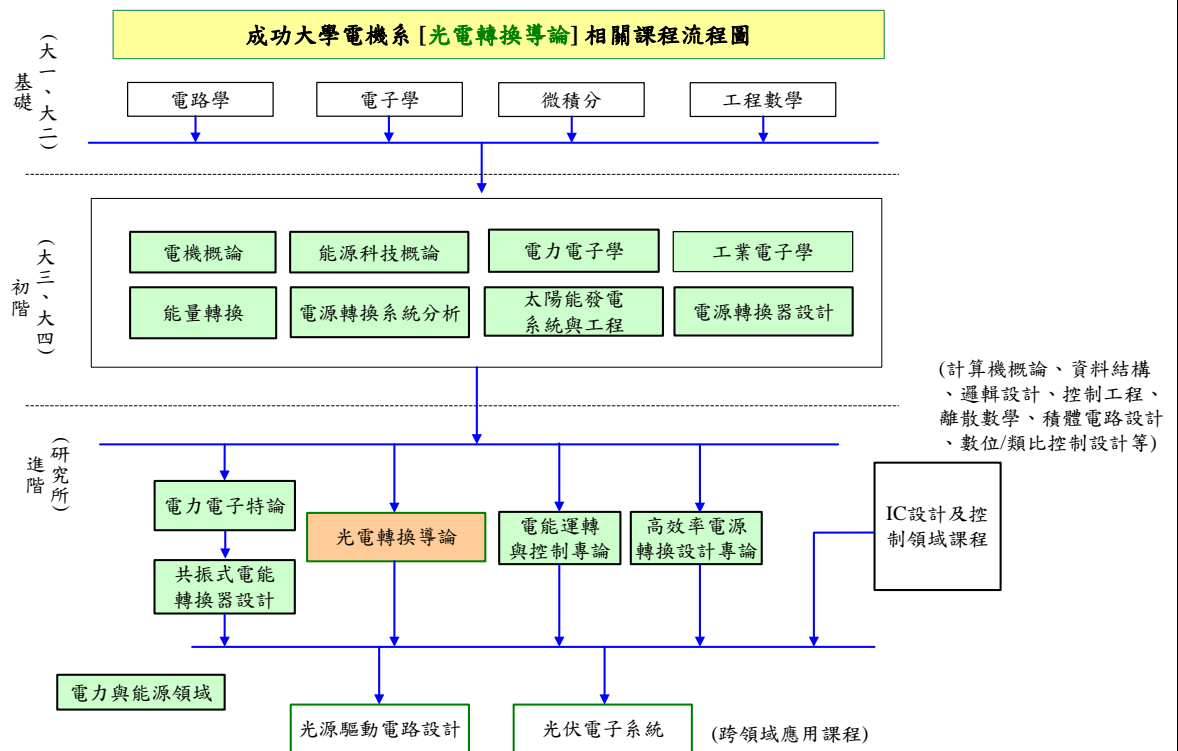 成功大學電機系 [光電轉換導論] 相關課程流程圖
(大一、大二)
基礎
電路學
電子學
微積分
工程數學
(大三、大四)
初階
電機概論
能源科技概論
電力電子學
工業電子學
能量轉換
電源轉換系統分析
太陽能發電
系統與工程
電源轉換器設計
(計算機概論、資料結構
、邏輯設計、控制工程、
離散數學、積體電路設計
、數位/類比控制設計等)
(研究所)
進階
電力電子特論
光電轉換導論
電能運轉
與控制專論
高效率電源
轉換設計專論
IC設計及控
制領域課程
共振式電能
轉換器設計
電力與能源領域
光源驅動電路設計
光伏電子系統
(跨領域應用課程)